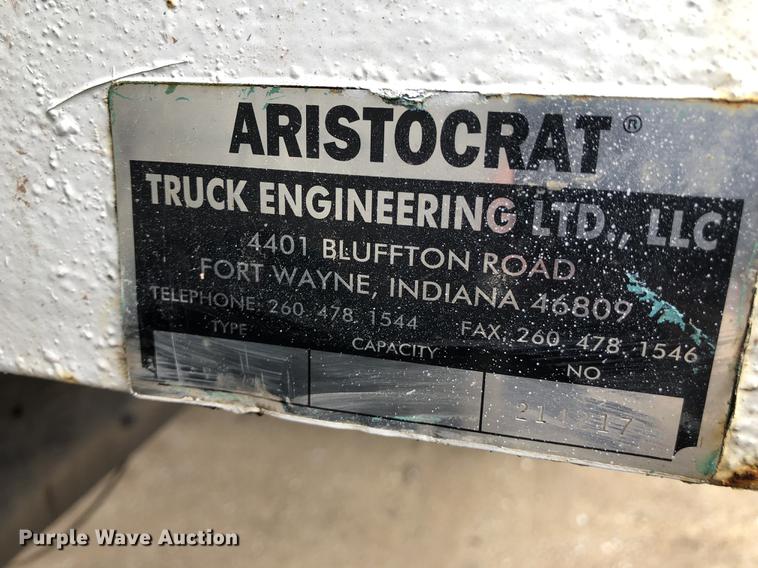 ARISTOCRAT®
TRUCK ENGINEERING LTD., LLC
4401 BLUFFTON ROAD
FORT WAYNE, INDIANA 46809
TELEPHONE: 260 478 1544 FAX: 260 478 1546
TYPE CAPACITY NO
Purple Wave Auction